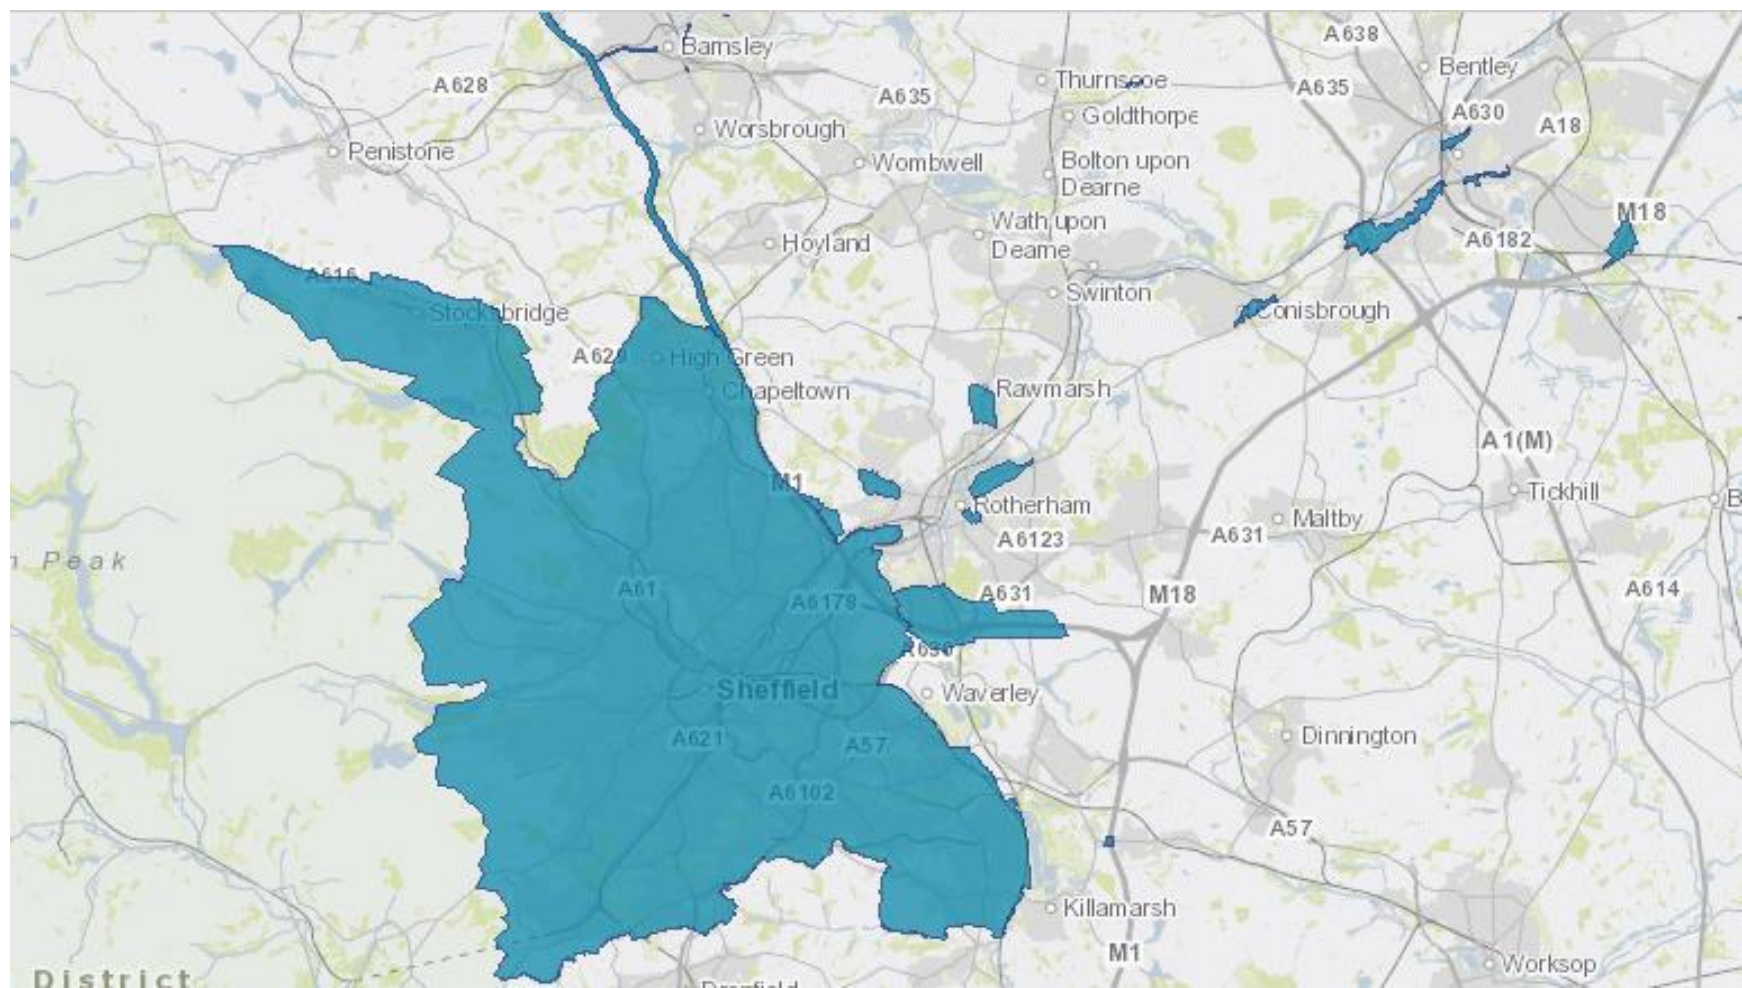 A638
Barnsley
Bentley
A628
Thurnscoe
A635
A635
Goldthorpe
A630
A18
Worsbrough
Penistone
Wombwell
Bolton upon
Dearne
M18
Wath upon
Dearne
Hoyland
A6182
A616
Swinton
Stocksbridge
Conisbrough
A629
High Green
Chapeltown
Rawmarsh
A1(M)
M1
Tickhill
B
Rotherham
Maltby
A6123
A631
n Peak
A61
A6178
A631
M18
A614
A630
Sheffield
Waverley
A621
A57
Dinnington
A6102
A57
Killamarsh
M1
Worksop
District
Dronfield